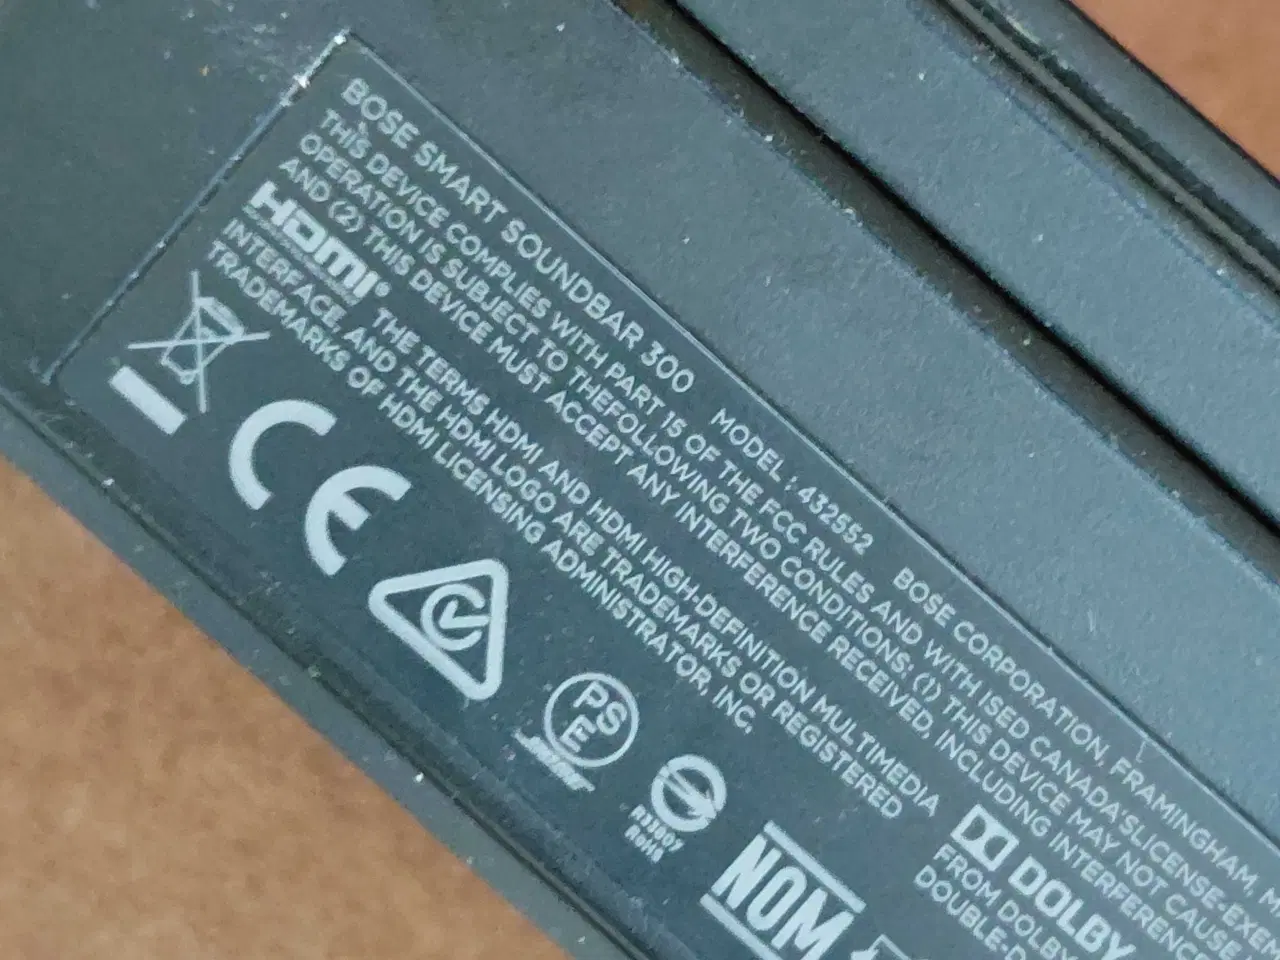 BOSE SMART SOUNDBAR 300 MODEL : 432552 BOSE CORPORATION, FRAMINGHAM, M
THIS DEVICE COMPLIES WITH PART 15 OF THE FCC RULES AND WITH ISED CANADA'S LICENSE-EXEM
OPERATION IS SUBJECT TO THEFOLLOWING TWO CONDITIONS: (1) THIS DEVICE MAY NOT CAUSE
AND (2) THIS DEVICE MUST ACCEPT ANY INTERFERENCE RECEIVED, INCLUDING INTERFERENCE
HDMI® THE TERMS HDMI AND HDMI HIGH-DEFINITION MULTIMEDIA
INTERFACE, AND THE HDMI LOGO ARE TRADEMARKS OR REGISTERED
TRADEMARKS OF HDMI LICENSING ADMINISTRATOR, INC.
DOLBY
FROM DOLBY
DOUBLE-D
CE
PS
E
R33007
RoHS
NOM